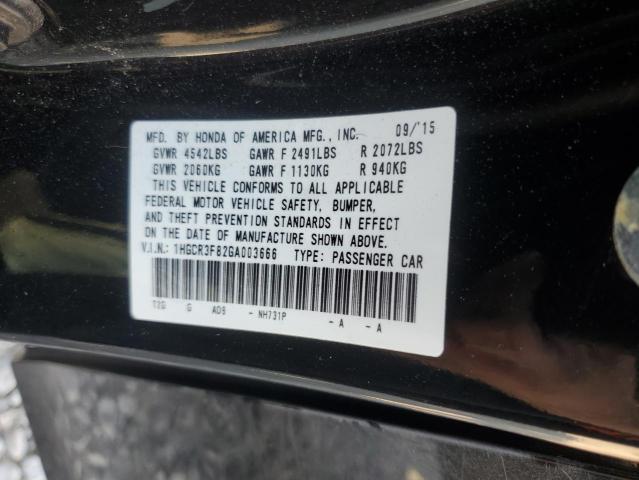 MFD. BY HONDA OF AMERICA MFG., INC. 09/'15
GVWR 4542LBS GAWR F 2491LBS R 2072LBS
GVWR 2060KG GAWR F 1130KG R 940KG
THIS VEHICLE CONFORMS TO ALL APPLICABLE
FEDERAL MOTOR VEHICLE SAFETY, BUMPER,
AND THEFT PREVENTION STANDARDS IN EFFECT
ON THE DATE OF MANUFACTURE SHOWN ABOVE.
V.I.N.: 1HGCR3F82GA003666 TYPE: PASSENGER CAR
T2G G AD9 - NH731P - A - A